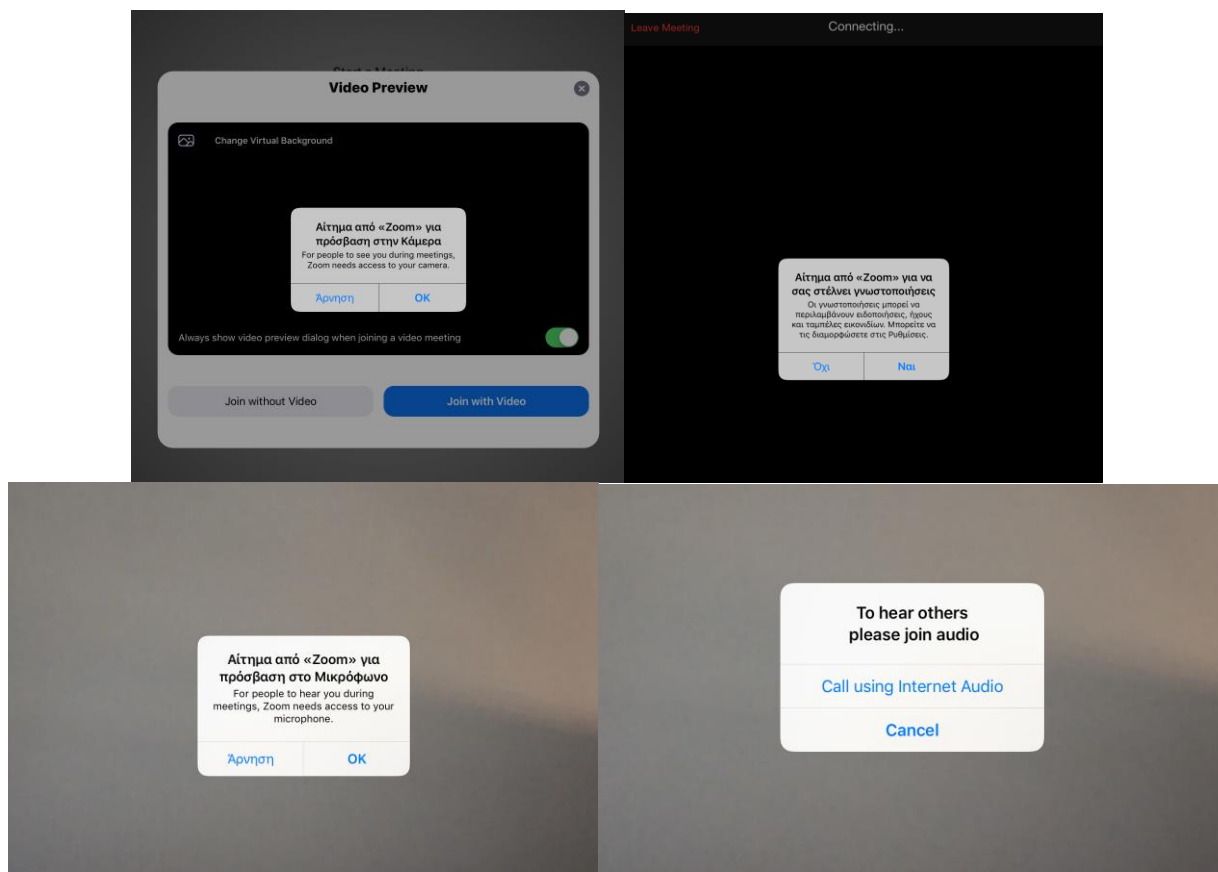 Start a Meeting
Video Preview
Change Virtual Background
Αίτημα από «Zoom» για
πρόσβαση στην Κάμερα
For people to see you during meetings,
Zoom needs access to your camera.
Άρνηση OK
Always show video preview dialog when joining a video meeting
Join without Video Join with Video
Leave Meeting Connecting...
Αίτημα από «Zoom» για να
σας στέλνει γνωστοποιήσεις
Οι γνωστοποιήσεις μπορεί να
περιλαμβάνουν ειδοποιήσεις, ήχους
και ταμπέλες εικονιδίων. Μπορείτε να
τις διαμορφώσετε στις Ρυθμίσεις.
Όχι Ναι
Αίτημα από «Zoom» για
πρόσβαση στο Μικρόφωνο
For people to hear you during
meetings, Zoom needs access to your
microphone.
Άρνηση OK
To hear others
please join audio
Call using Internet Audio
Cancel